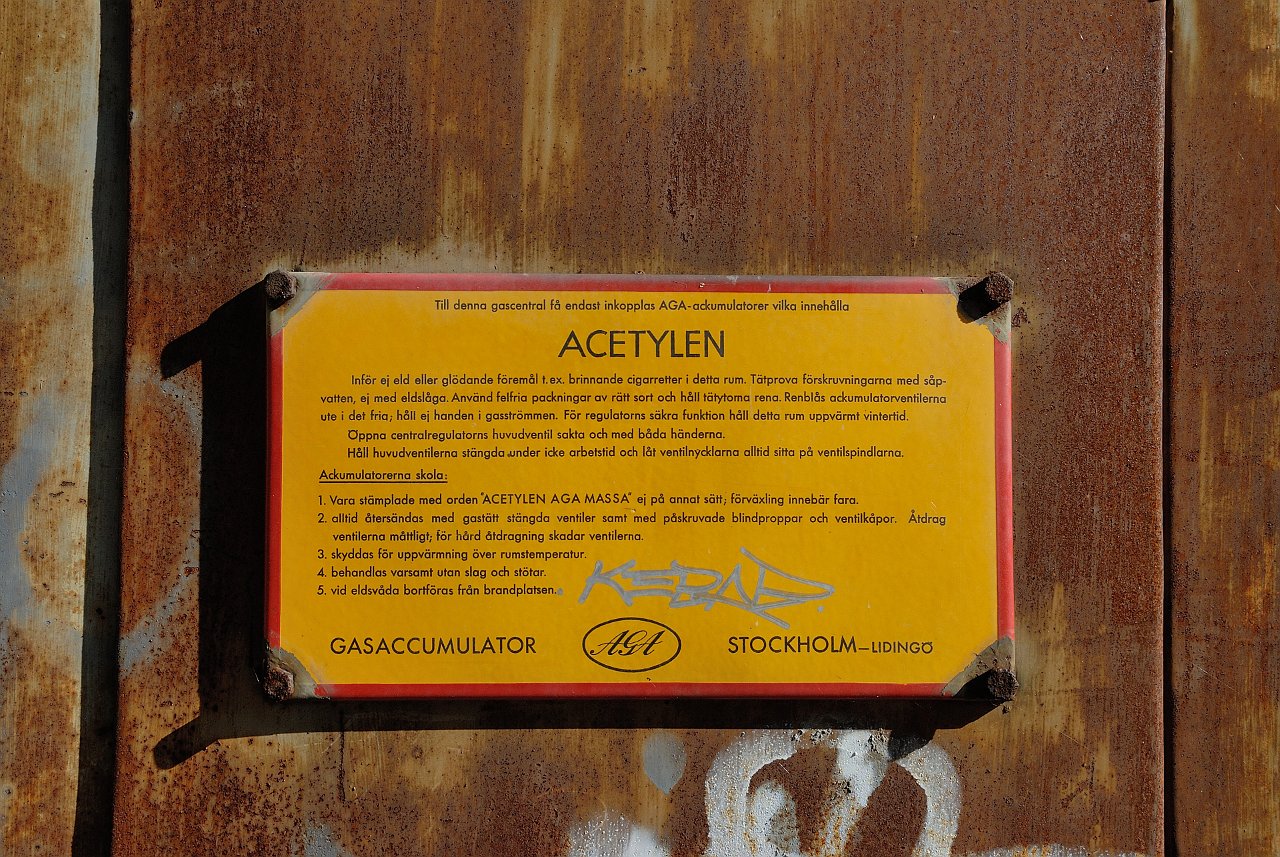 Till denna gascentral få endast inkopplas AGA-ackumulatorer vilka innehålla
ACETYLEN
Inför ej eld eller glödande föremål t.ex. brinnande cigarretter i detta rum. Tätprova förskruvningarna med såp-
vatten, ej med eldslåga. Använd felfria packningar av rätt sort och håll tätytorna rena. Renblås ackumulatorventilerna
ute i det fria; håll ej handen i gasströmmen. För regulatorns säkra funktion håll detta rum uppvärmt vintertid.
Öppna centralregulatorns huvudventil sakta och med båda händerna.
Håll huvudventilerna stängda under icke arbetstid och låt ventilnycklarna alltid sitta på ventilspindlarna.
Ackumulatorerna skola:
1. Vara stämplade med orden "ACETYLEN AGA MASSA" ej på annat sätt; förväxling innebär fara.
2. alltid återsändas med gastätt stängda ventiler samt med påskruvade blindproppar och ventilkåpor. Åtdrag
ventilerna måttligt; för hård åtdragning skadar ventilerna.
3. skyddas för uppvärmning över rumstemperatur.
4. behandlas varsamt utan slag och stötar.
5. vid eldsvåda bortföras från brandplatsen.
KEBAB
GASACCUMULATOR AGA STOCKHOLM–LIDINGÖ